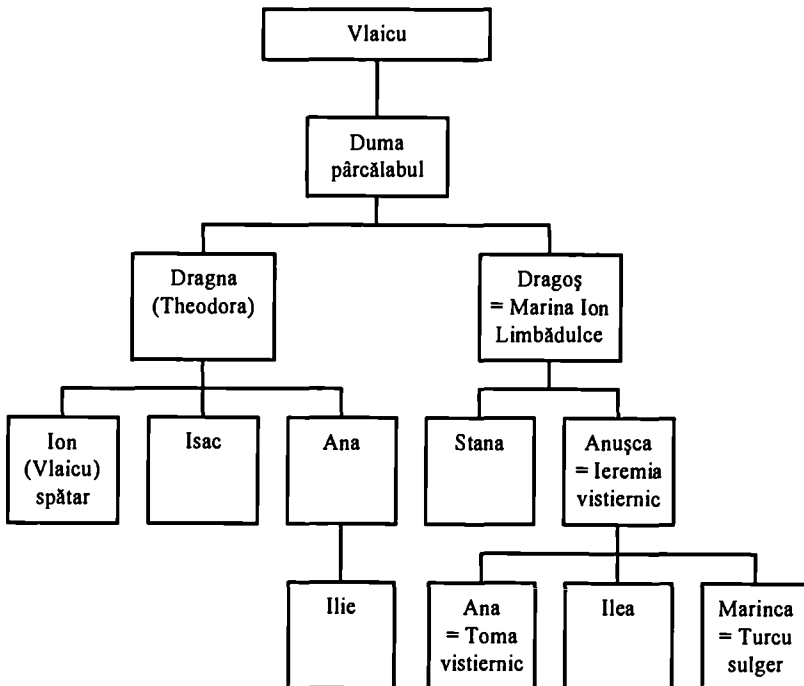 Vlaicu
Duma
pârcălabul
Dragna
(Theodora)
Dragoş
= Marina Ion
Limbădulce
Ion
(Vlaicu)
spătar
Isac
Ana
Stana
Anuşca
= Ieremia
vistiernic
Ilie
Ana
= Toma
vistiernic
Ilea
Marinca
= Turcu
sulger